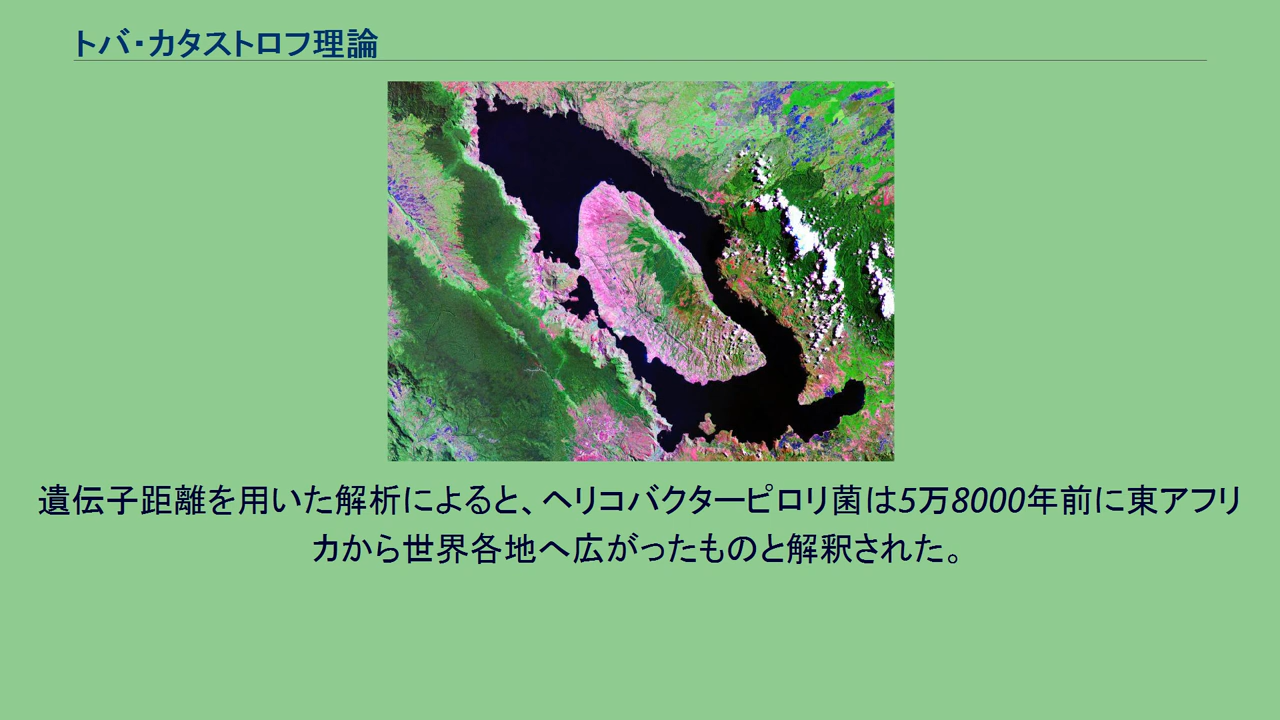 トバ・カタストロフ理論
遺伝子距離を用いた解析によると、ヘリコバクターピロリ菌は5万8000年前に東アフリ
カから世界各地へ広がったものと解釈された。